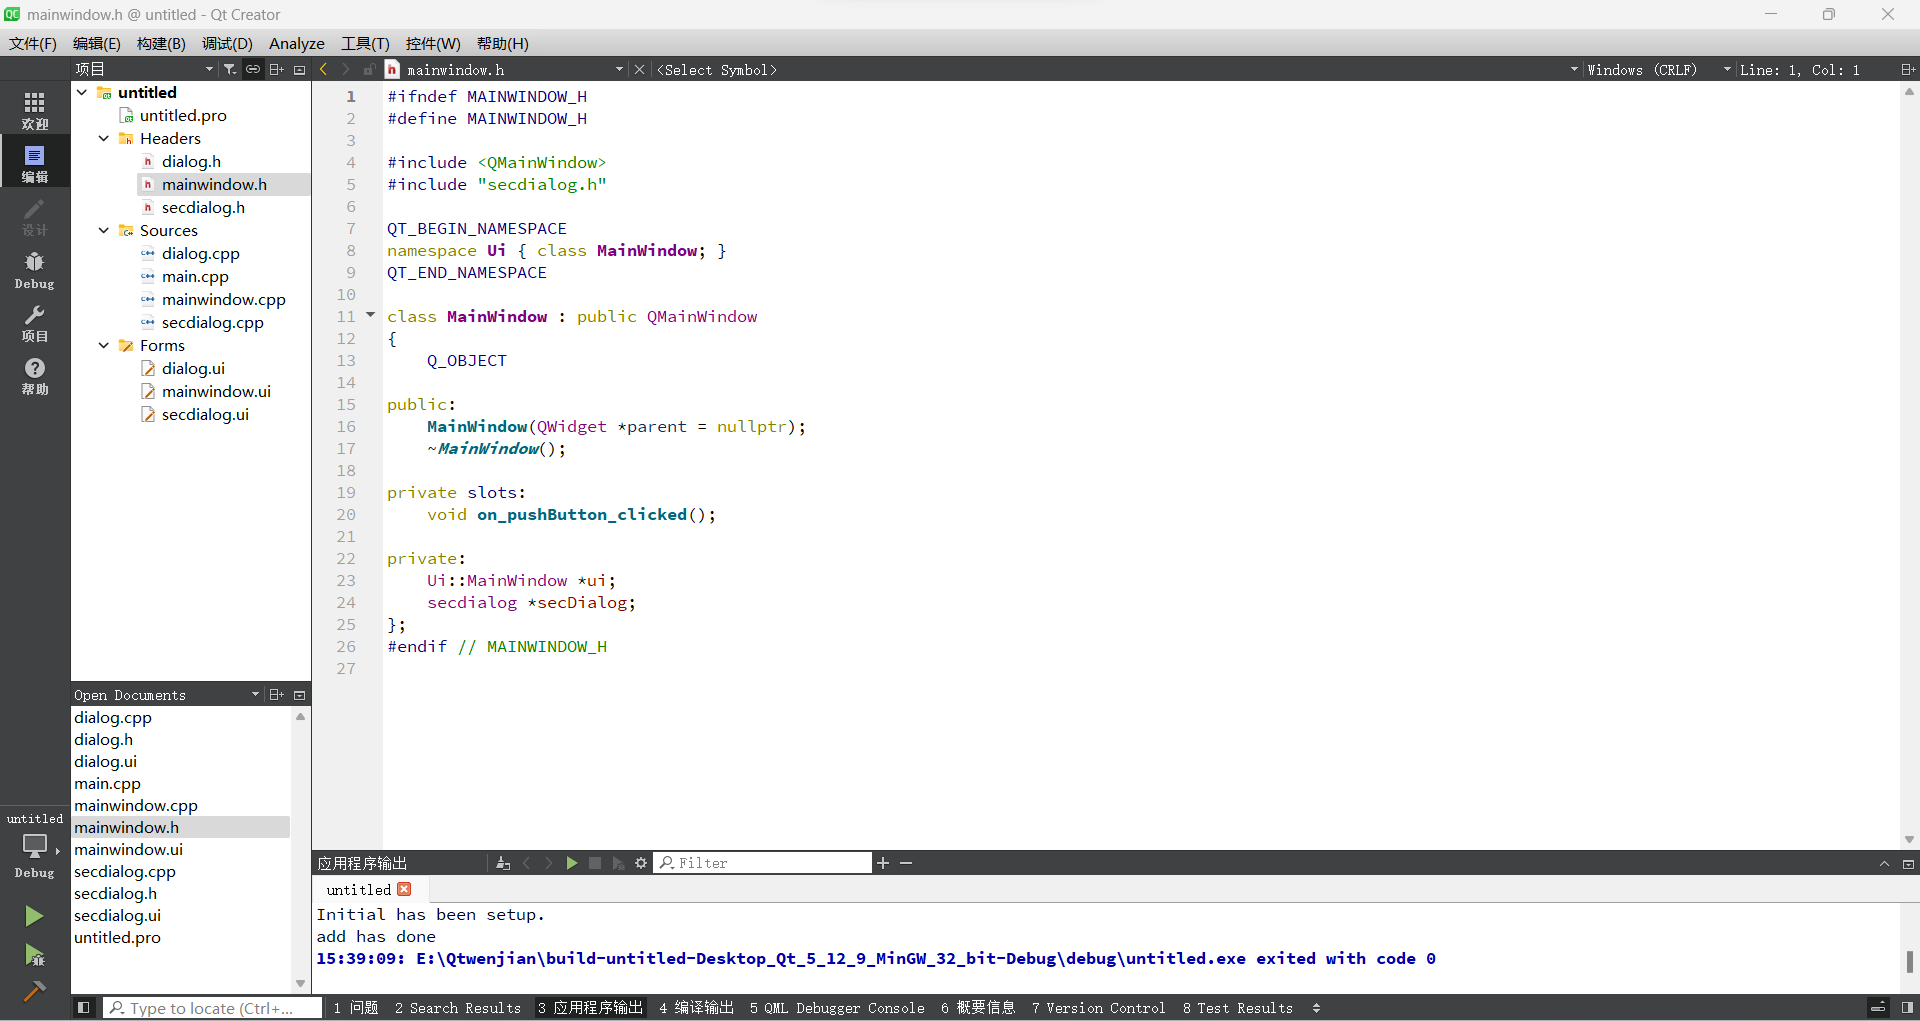 mainwindow.h @ untitled - Qt Creator
文件(F) 编辑(E) 构建(B) 调试(D) Analyze 工具(T) 控件(W) 帮助(H)
项目
mainwindow.h
<Select Symbol>
Windows (CRLF)
Line: 1, Col: 1
欢迎
编辑
设计
Debug
项目
帮助
untitled
Debug
untitled
untitled.pro
Headers
dialog.h
mainwindow.h
secdialog.h
Sources
dialog.cpp
main.cpp
mainwindow.cpp
secdialog.cpp
Forms
dialog.ui
mainwindow.ui
secdialog.ui
Open Documents
dialog.cpp
dialog.h
dialog.ui
main.cpp
mainwindow.cpp
mainwindow.h
mainwindow.ui
secdialog.cpp
secdialog.h
secdialog.ui
untitled.pro
1 #ifndef MAINWINDOW_H
2 #define MAINWINDOW_H
3
4 #include <QMainWindow>
5 #include "secdialog.h"
6
7 QT_BEGIN_NAMESPACE
8 namespace Ui { class MainWindow; }
9 QT_END_NAMESPACE
10
11 class MainWindow : public QMainWindow
12 {
13 Q_OBJECT
14
15 public:
16 MainWindow(QWidget *parent = nullptr);
17 ~MainWindow();
18
19 private slots:
20 void on_pushButton_clicked();
21
22 private:
23 Ui::MainWindow *ui;
24 secdialog *secDialog;
25 };
26 #endif // MAINWINDOW_H
27
应用程序输出
Filter
untitled
Initial has been setup.
add has done
15:39:09: E:\Qtwenjian\build-untitled-Desktop_Qt_5_12_9_MinGW_32_bit-Debug\debug\untitled.exe exited with code 0
Type to locate (Ctrl+...
1 问题 2 Search Results 3 应用程序输出 4 编译输出 5 QML Debugger Console 6 概要信息 7 Version Control 8 Test Results